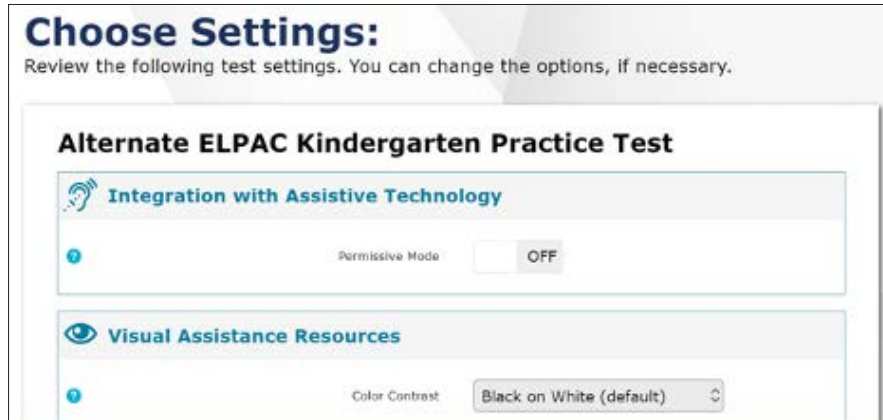 Choose Settings:
Review the following test settings. You can change the options, if necessary.
Alternate ELPAC Kindergarten Practice Test
Integration with Assistive Technology
? Permissive Mode OFF
Visual Assistance Resources
? Color Contrast Black on White (default)